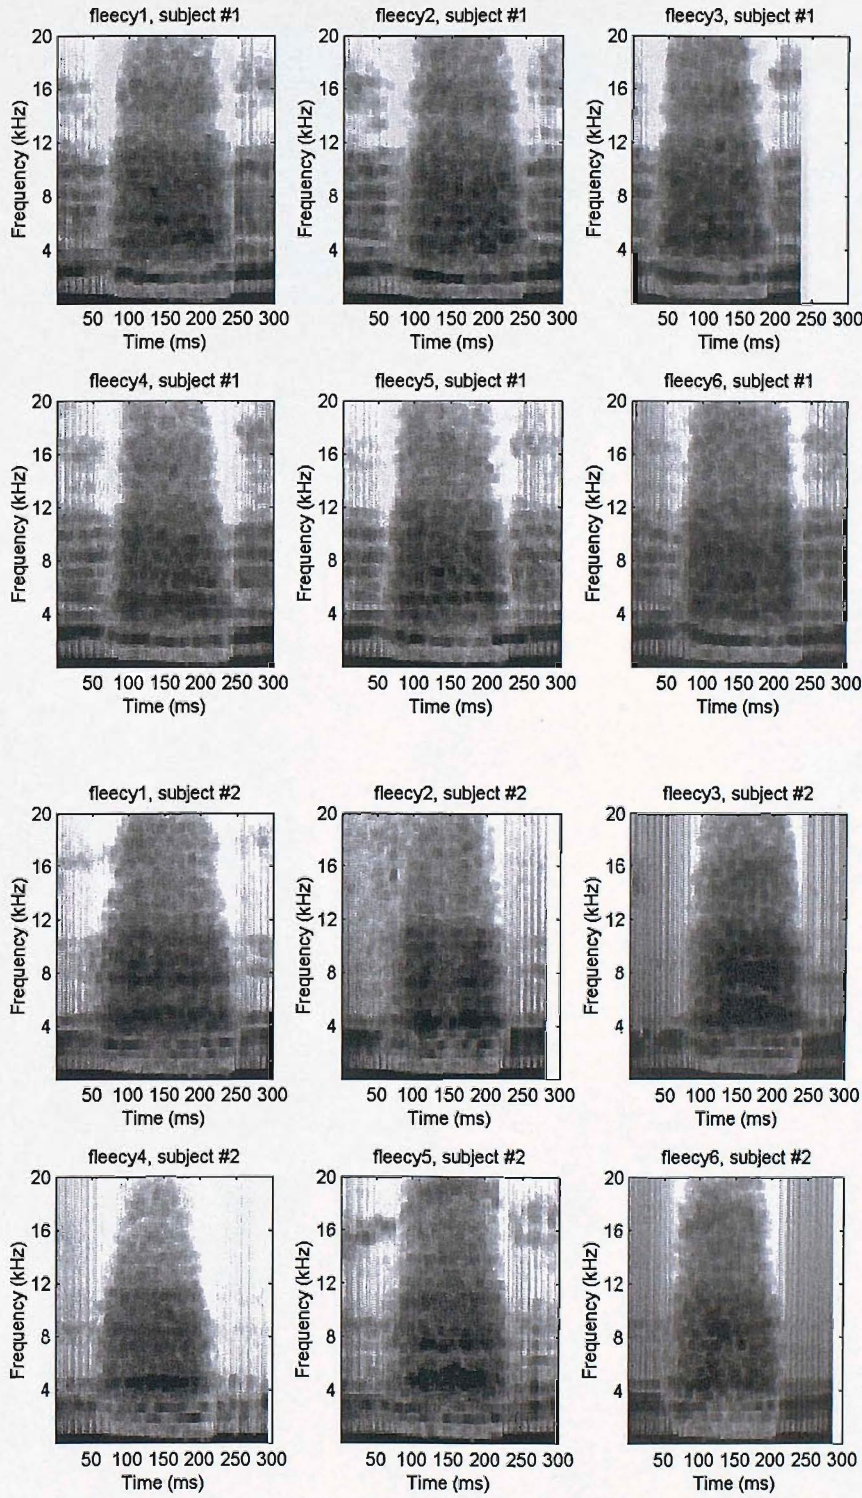 fleecy1, subject #1 fleecy2, subject #1 fleecy3, subject #1
20 20 20
16 16 16
12 12 12
8 8 8
4 4 4
Frequency (kHz) Frequency (kHz) Frequency (kHz)
50 100 150 200 250 300 50 100 150 200 250 300 50 100 150 200 250 300
Time (ms) Time (ms) Time (ms)
fleecy4, subject #1 fleecy5, subject #1 fleecy6, subject #1
20 20 20
16 16 16
12 12 12
8 8 8
4 4 4
Frequency (kHz) Frequency (kHz) Frequency (kHz)
50 100 150 200 250 300 50 100 150 200 250 300 50 100 150 200 250 300
Time (ms) Time (ms) Time (ms)
fleecy1, subject #2 fleecy2, subject #2 fleecy3, subject #2
20 20 20
16 16 16
12 12 12
8 8 8
4 4 4
Frequency (kHz) Frequency (kHz) Frequency (kHz)
50 100 150 200 250 300 50 100 150 200 250 300 50 100 150 200 250 300
Time (ms) Time (ms) Time (ms)
fleecy4, subject #2 fleecy5, subject #2 fleecy6, subject #2
20 20 20
16 16 16
12 12 12
8 8 8
4 4 4
Frequency (kHz) Frequency (kHz) Frequency (kHz)
50 100 150 200 250 300 50 100 150 200 250 300 50 100 150 200 250 300
Time (ms) Time (ms) Time (ms)